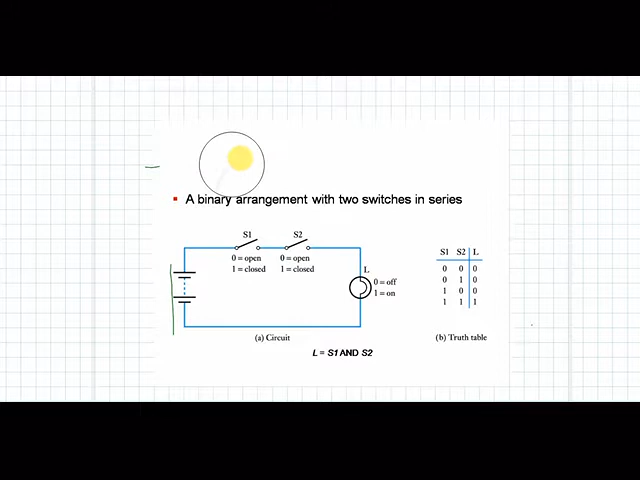 ▪ A binary arrangement with two switches in series
S1 S2
0 = open 0 = open
1 = closed 1 = closed
L
0 = off
1 = on
(a) Circuit
L = S1 AND S2
S1 S2 L
0 0 0
0 1 0
1 0 0
1 1 1
(b) Truth table